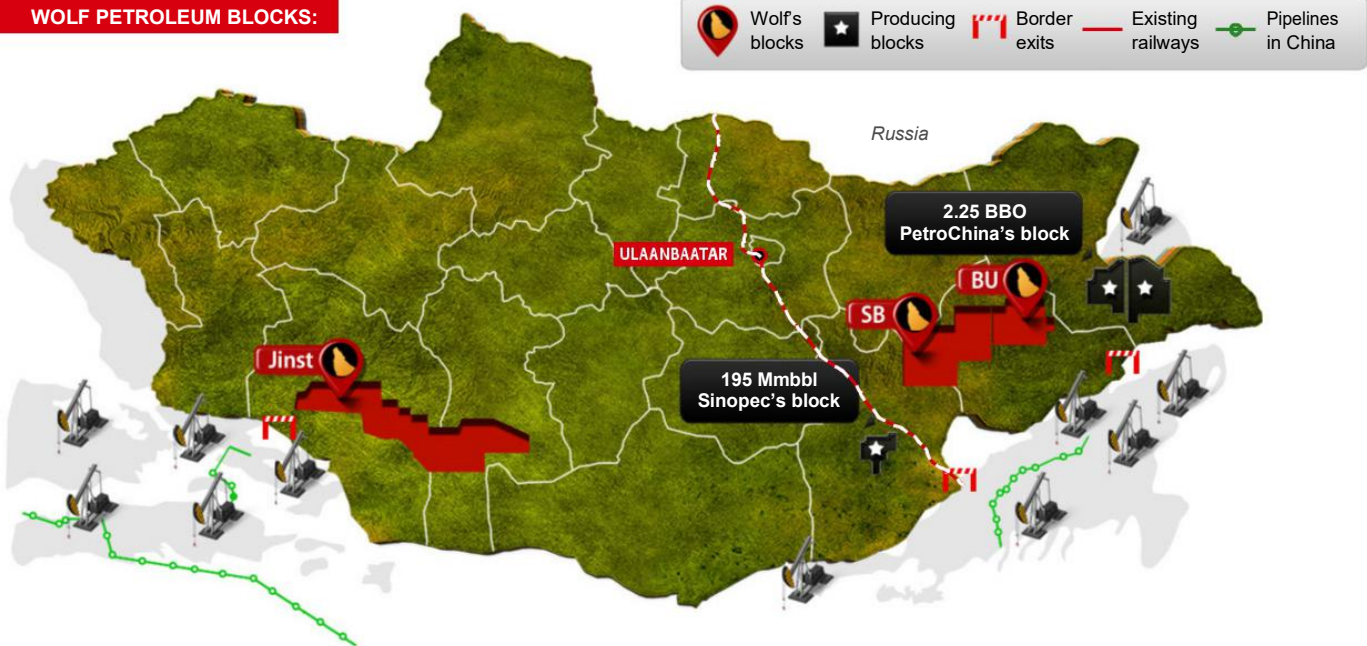 WOLF PETROLEUM BLOCKS:
Wolf's
blocks
Producing
blocks
Border
exits
Existing
railways
Pipelines
in China
Russia
2.25 BBO
PetroChina's block
ULAANBAATAR
BU
SB
Jinst
195 Mmbbl
Sinopec's block